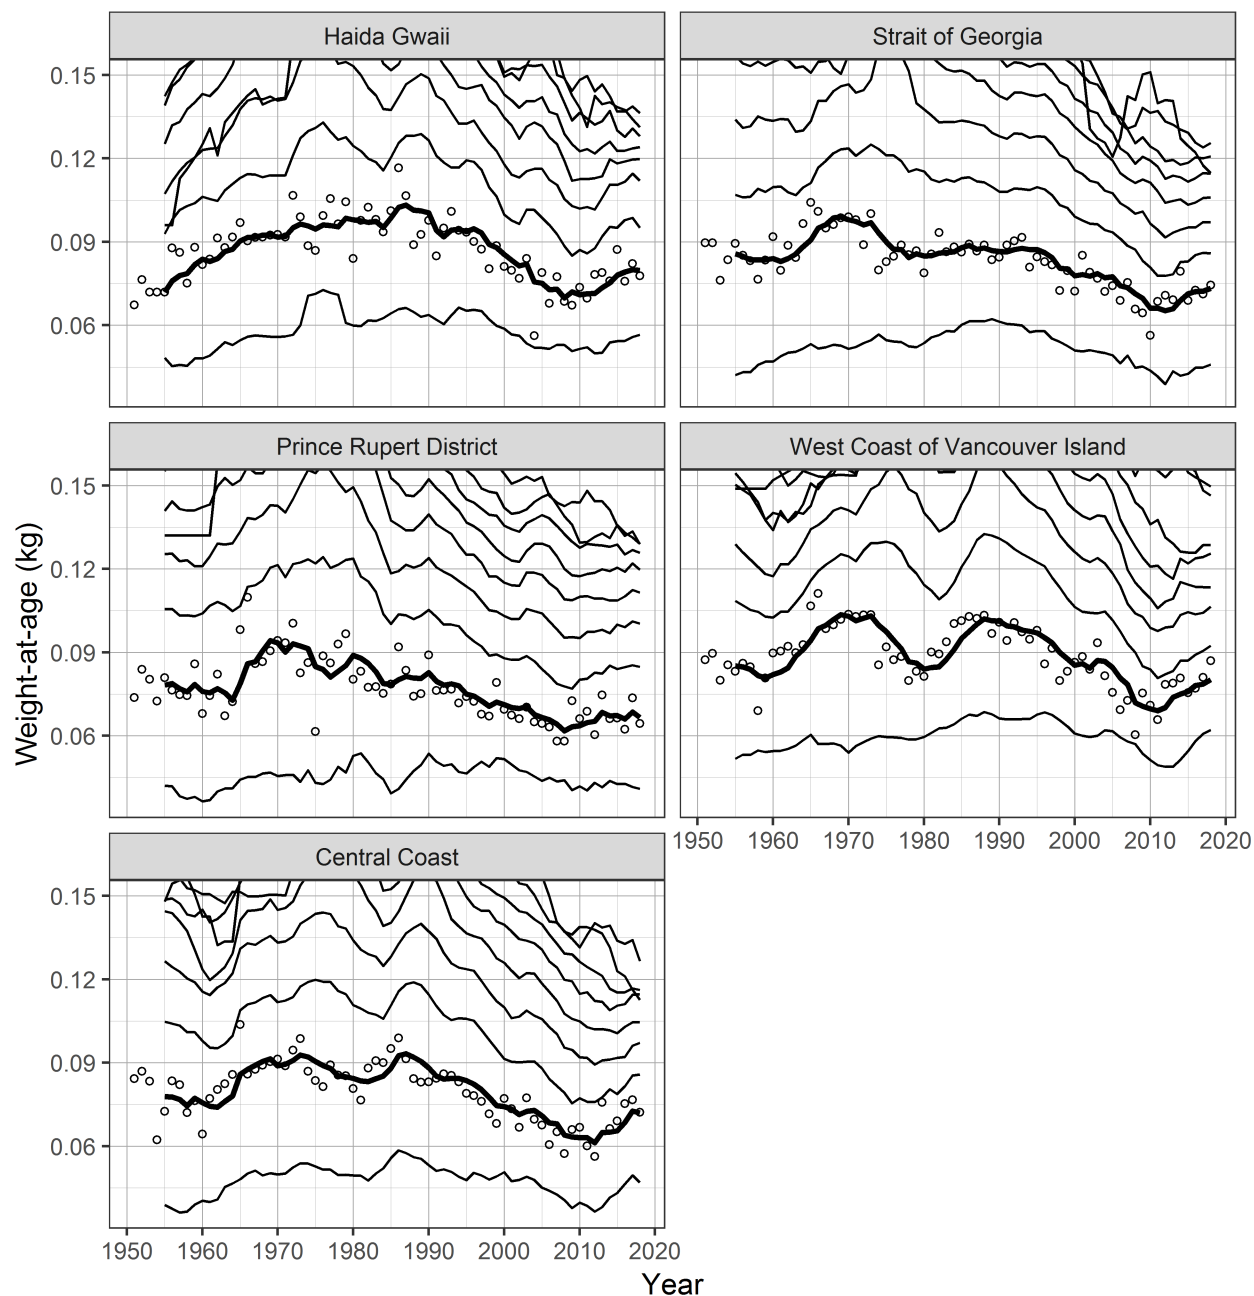 Haida Gwaii
Strait of Georgia
0.15
0.12
0.09
0.06
Prince Rupert District
West Coast of Vancouver Island
0.15
0.12
0.09
0.06
1950 1960 1970 1980 1990 2000 2010 2020
Central Coast
0.15
0.12
0.09
0.06
1950 1960 1970 1980 1990 2000 2010 2020
Weight-at-age (kg)
Year